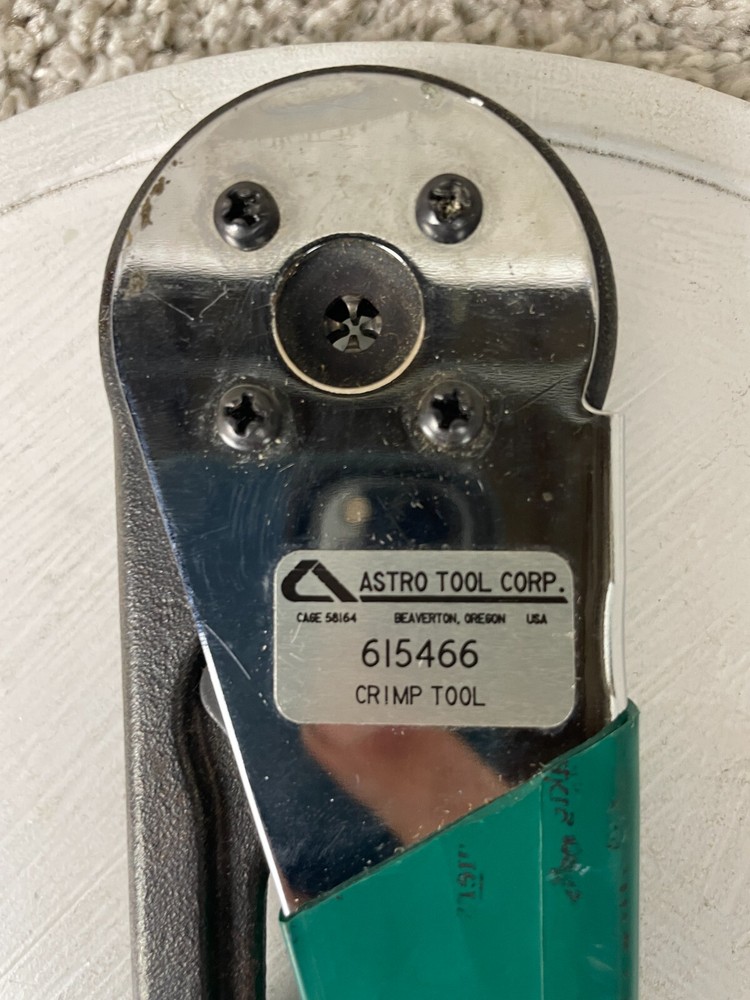 ASTRO TOOL CORP.
CAGE 58164 BEAVERTON, OREGON USA
615466
CRIMP TOOL